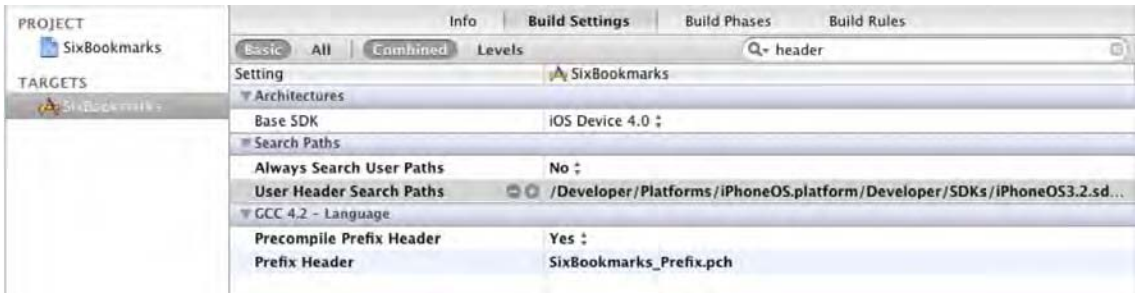 PROJECT
SixBookmarks
TARGETS
SixBookmarks
Info Build Settings Build Phases Build Rules
Basic All Combined Levels header
Setting SixBookmarks
Architectures
Base SDK iOS Device 4.0
Search Paths
Always Search User Paths No
User Header Search Paths /Developer/Platforms/iPhoneOS.platform/Developer/SDKs/iPhoneOS3.2.sd...
GCC 4.2 - Language
Precompile Prefix Header Yes
Prefix Header SixBookmarks_Prefix.pch